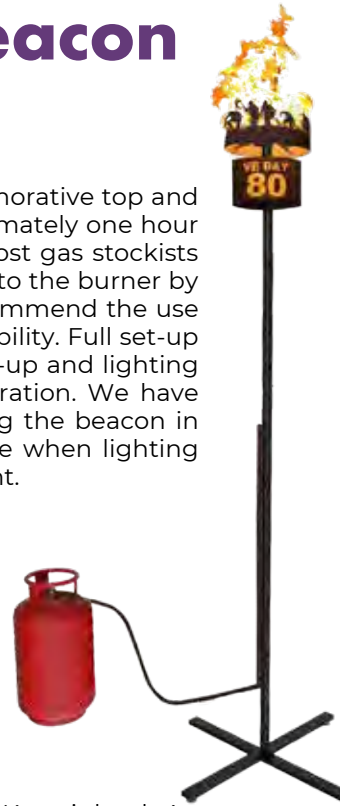 eacon
VE DAY
80
norative top and
mately one hour
ost gas stockists
to the burner by
mmend the use
bility. Full set-up
-up and lighting
ration. We have
g the beacon in
e when lighting
nt.